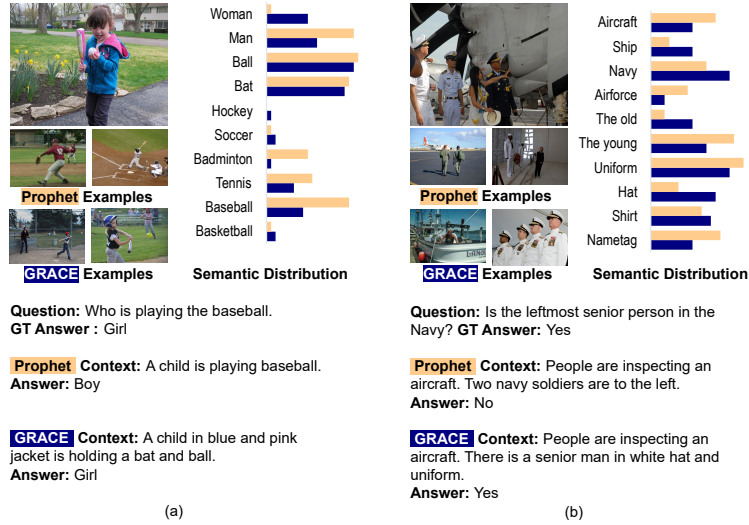 Woman
Man
Ball
Bat
Hockey
Soccer
Badminton
Tennis
Baseball
Basketball
Prophet Examples
GRACE Examples
Semantic Distribution
Question: Who is playing the baseball.
GT Answer : Girl
Prophet Context: A child is playing baseball.
Answer: Boy
GRACE Context: A child in blue and pink
jacket is holding a bat and ball.
Answer: Girl
(a)
Aircraft
Ship
Navy
Airforce
The old
The young
Uniform
Hat
Shirt
Nametag
Prophet Examples
GRACE Examples
Semantic Distribution
Question: Is the leftmost senior person in the
Navy? GT Answer: Yes
Prophet Context: People are inspecting an
aircraft. Two navy soldiers are to the left.
Answer: No
GRACE Context: People are inspecting an
aircraft. There is a senior man in white hat and
uniform.
Answer: Yes
(b)